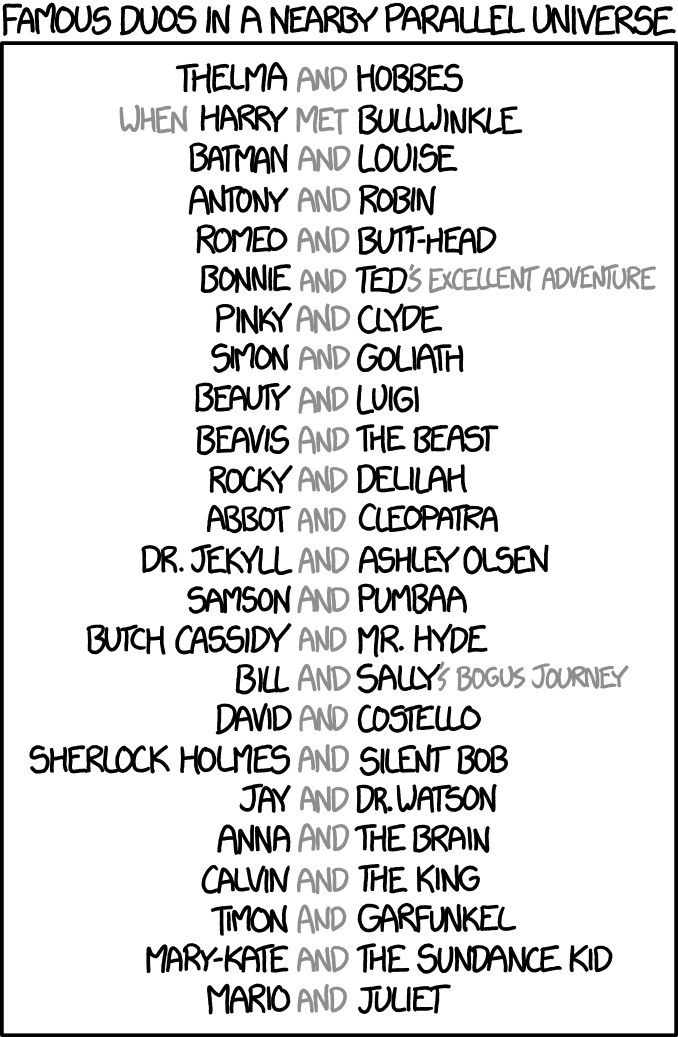 FAMOUS DUOS IN A NEARBY PARALLEL UNIVERSE
THELMA AND HOBBES
WHEN HARRY MET BULLWINKLE
BATMAN AND LOUISE
ANTONY AND ROBIN
ROMEO AND BUTT-HEAD
BONNIE AND TED'S EXCELLENT ADVENTURE
PINKY AND CLYDE
SIMON AND GOLIATH
BEAUTY AND LUIGI
BEAVIS AND THE BEAST
ROCKY AND DELILAH
ABBOT AND CLEOPATRA
DR. JEKYLL AND ASHLEY OLSEN
SAMSON AND PUMBAA
BUTCH CASSIDY AND MR. HYDE
BILL AND SALLY'S BOGUS JOURNEY
DAVID AND COSTELLO
SHERLOCK HOLMES AND SILENT BOB
JAY AND DR. WATSON
ANNA AND THE BRAIN
CALVIN AND THE KING
TIMON AND GARFUNKEL
MARY-KATE AND THE SUNDANCE KID
MARIO AND JULIET